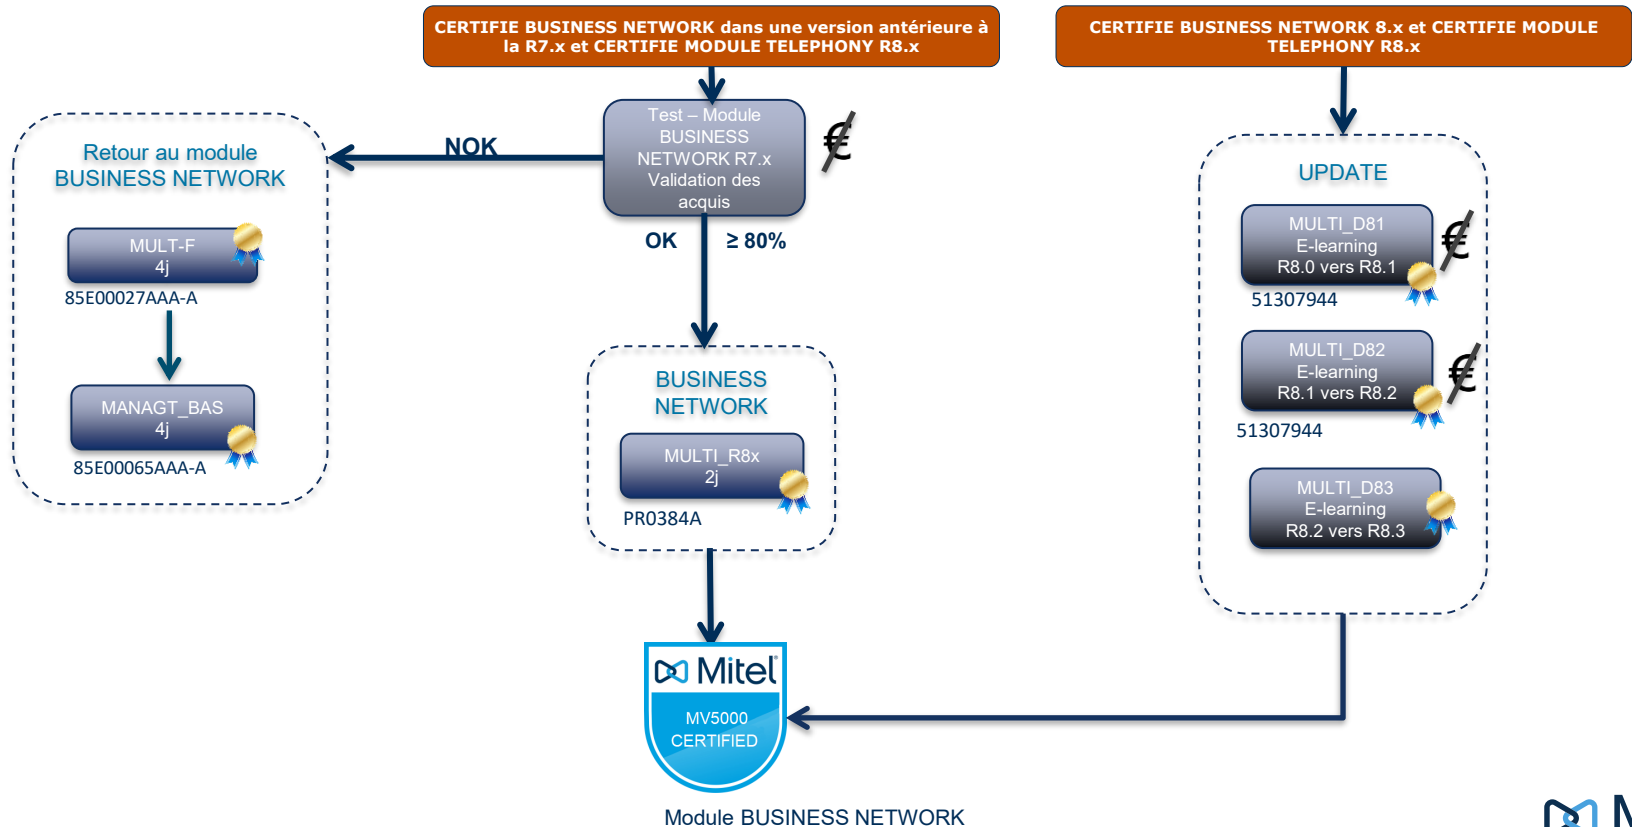 CERTIFIE BUSINESS NETWORK dans une version antérieure à
la R7.x et CERTIFIE MODULE TELEPHONY R8.x
CERTIFIE BUSINESS NETWORK 8.x et CERTIFIE MODULE
TELEPHONY R8.x
Test – Module
BUSINESS
NETWORK R7.x
Validation des
acquis
€
NOK
OK ≥ 80%
Retour au module
BUSINESS NETWORK
MULT-F
4j
85E00027AAA-A
MANAGT_BAS
4j
85E00065AAA-A
BUSINESS
NETWORK
MULTI_R8x
2j
PR0384A
UPDATE
MULTI_D81
E-learning
R8.0 vers R8.1
€
51307944
MULTI_D82
E-learning
R8.1 vers R8.2
€
51307944
MULTI_D83
E-learning
R8.2 vers R8.3
Mitel
MV5000
CERTIFIED
Module BUSINESS NETWORK